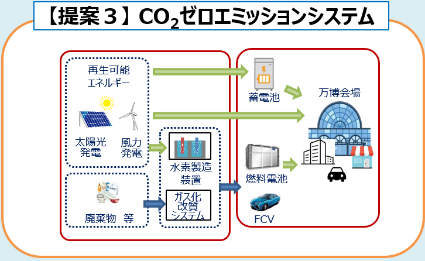 【提案３】CO₂ゼロエミッションシステム
再生可能
エネルギー
太陽光
発電
風力
発電
廃棄物 等
水素製造
装置
ガス化
改質
システム
蓄電池
燃料電池
FCV
万博会場